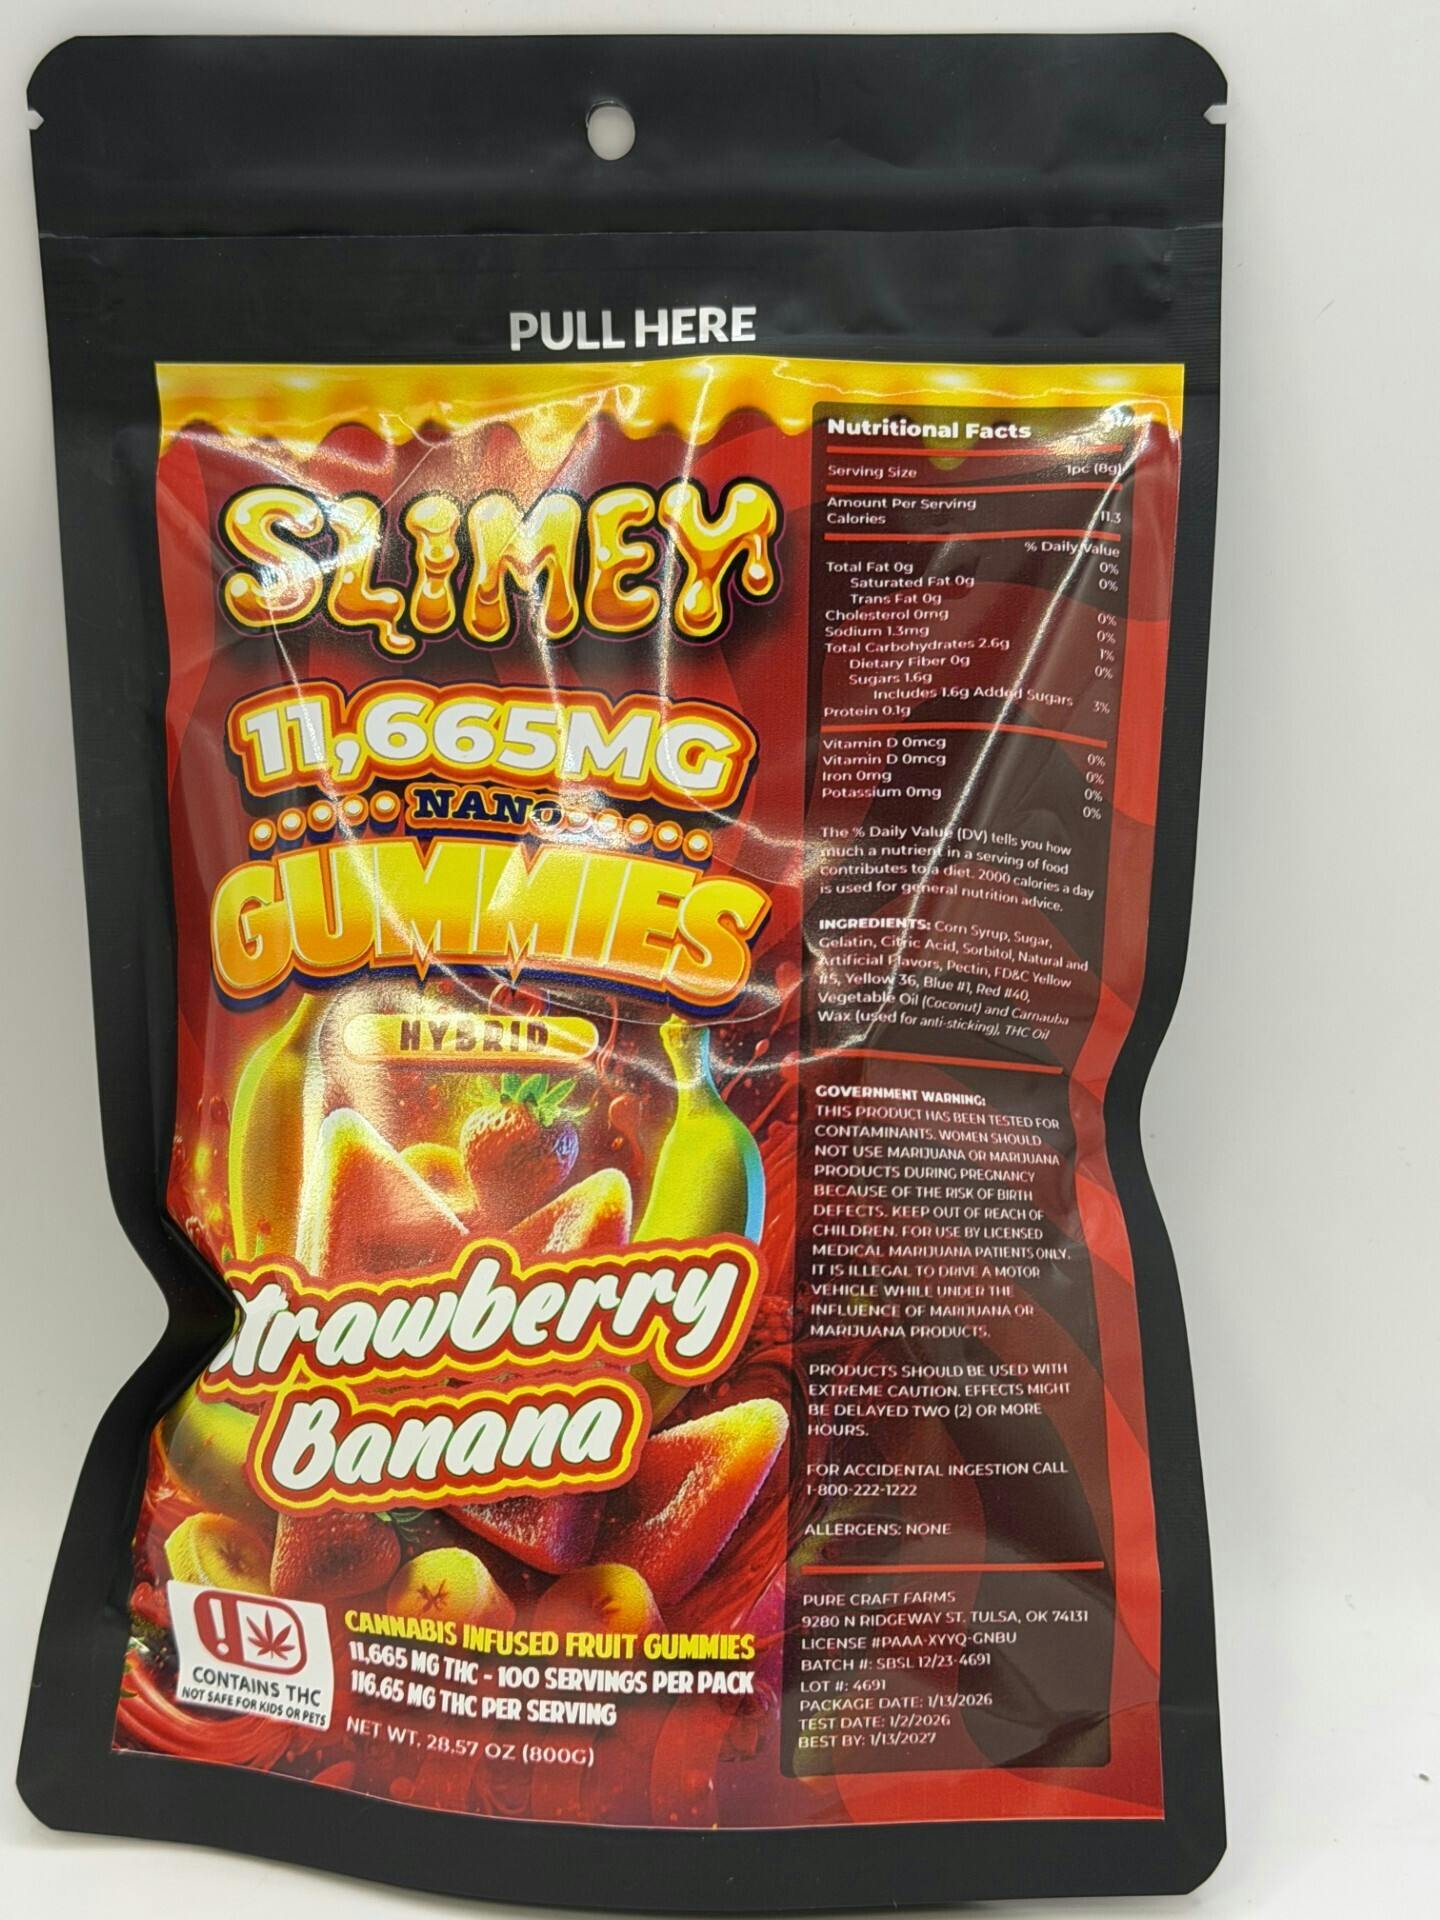 PULL HERE
SLIMEY
11,665MG
NANO
GUMMIES
HYBRID
Strawberry
Banana
CONTAINS THC
NOT SAFE FOR KIDS OR PETS
CANNABIS INFUSED FRUIT GUMMIES
11,665 MG THC - 100 SERVINGS PER PACK
116.65 MG THC PER SERVING
NET WT. 28.57 OZ (800G)
Nutritional Facts
Serving Size 1pc (8g)
Amount Per Serving
Calories 11.3
% Daily Value
Total Fat 0g 0%
Saturated Fat 0g 0%
Trans Fat 0g
Cholesterol 0mg 0%
Sodium 1.3mg 0%
Total Carbohydrates 2.6g 1%
Dietary Fiber 0g 0%
Sugars 1.6g
Includes 1.6g Added Sugars 3%
Protein 0.1g
Vitamin D 0mcg
Vitamin D 0mcg 0%
Iron 0mg 0%
Potassium 0mg 0%
0%
The % Daily Value (DV) tells you how
much a nutrient in a serving of food
contributes to a diet. 2000 calories a day
is used for general nutrition advice.
INGREDIENTS: Corn Syrup, Sugar,
Gelatin, Citric Acid, Sorbitol, Natural and
Artificial Flavors, Pectin, FD&C Yellow
#5, Yellow 36, Blue #1, Red #40,
Vegetable Oil (Coconut) and Carnauba
Wax (used for anti-sticking), THC Oil
GOVERNMENT WARNING:
THIS PRODUCT HAS BEEN TESTED FOR
CONTAMINANTS. WOMEN SHOULD
NOT USE MARIJUANA OR MARIJUANA
PRODUCTS DURING PREGNANCY
BECAUSE OF THE RISK OF BIRTH
DEFECTS. KEEP OUT OF REACH OF
CHILDREN. FOR USE BY LICENSED
MEDICAL MARIJUANA PATIENTS ONLY.
IT IS ILLEGAL TO DRIVE A MOTOR
VEHICLE WHILE UNDER THE
INFLUENCE OF MARIJUANA OR
MARIJUANA PRODUCTS.
PRODUCTS SHOULD BE USED WITH
EXTREME CAUTION. EFFECTS MIGHT
BE DELAYED TWO (2) OR MORE
HOURS.
FOR ACCIDENTAL INGESTION CALL
1-800-222-1222
ALLERGENS: NONE
PURE CRAFT FARMS
9280 N RIDGEWAY ST. TULSA, OK 74131
LICENSE #PAAA-XYYQ-GNBU
BATCH #: SBSL 12/23-4691
LOT #: 4691
PACKAGE DATE: 1/13/2026
TEST DATE: 1/2/2026
BEST BY: 1/13/2027